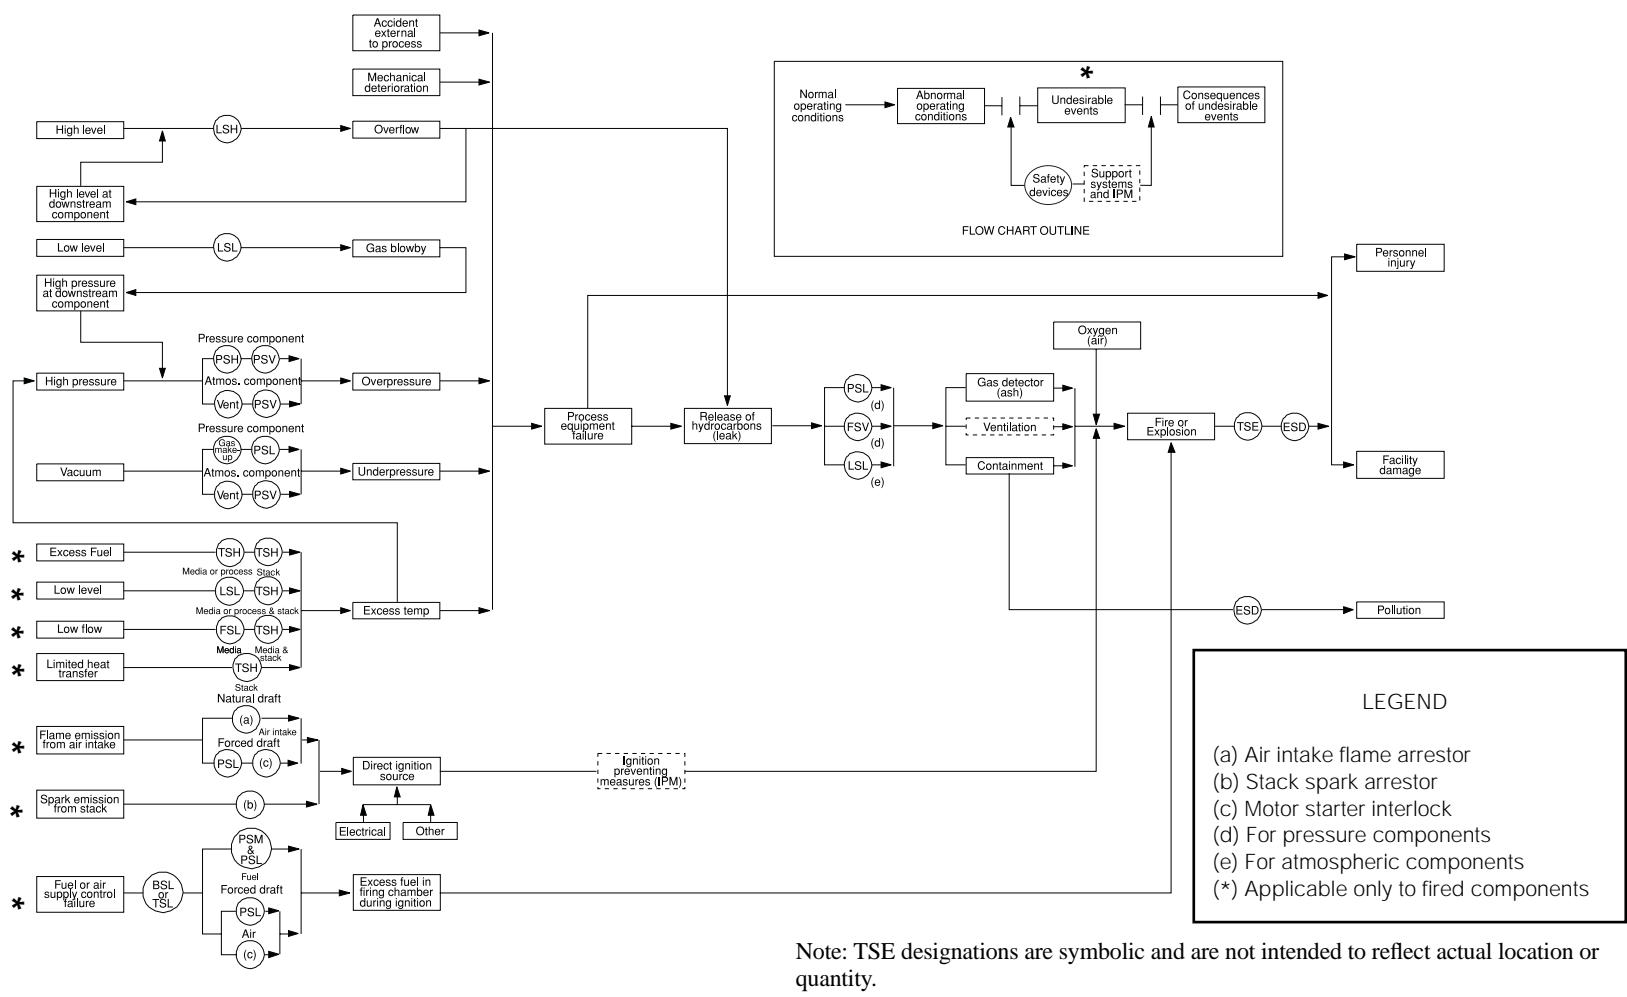 Accident
external
to process
Mechanical
deterioration
High level
LSH
Overflow
High level at
downstream
component
Low level
LSL
Gas blowby
High pressure
at downstream
component
*
Normal
operating
conditions
Abnormal
operating
conditions
Undesirable
events
Consequences
of undesirable
events
Safety
devices
Support
systems
and IPM
FLOW CHART OUTLINE
Personnel
injury
Pressure component
PSH
PSV
High pressure
Atmos. component
Overpressure
Vent
PSV
Oxygen
(air)
Pressure component
Gas
make-
up
PSL
Vacuum
Atmos. component
Underpressure
Vent
PSV
Process
equipment
failure
Release of
hydrocarbons
(leak)
PSL
(d)
FSV
(d)
LSL
(e)
Gas detector
(ash)
Ventilation
Containment
Fire or
Explosion
TSE
ESD
Facility
damage
* Excess Fuel
TSH
TSH
Media or process
Stack
* Low level
LSL
TSH
Media or process & stack
Excess temp
* Low flow
FSL
TSH
Media
Media &
stack
* Limited heat
transfer
TSH
Stack
ESD
Pollution
Natural draft
(a)
Air intake
* Flame emission
from air intake
Forced draft
PSL
(c)
* Spark emission
from stack
(b)
Direct ignition
source
Electrical
Other
Ignition
preventing
measures (IPM)
PSM
&
PSL
Fuel
* Fuel or air
supply control
failure
BSL
or
TSL
Forced draft
PSL
Air
(c)
Excess fuel in
firing chamber
during ignition
LEGEND
(a) Air intake flame arrestor
(b) Stack spark arrestor
(c) Motor starter interlock
(d) For pressure components
(e) For atmospheric components
(*) Applicable only to fired components
Note: TSE designations are symbolic and are not intended to reflect actual location or
quantity.